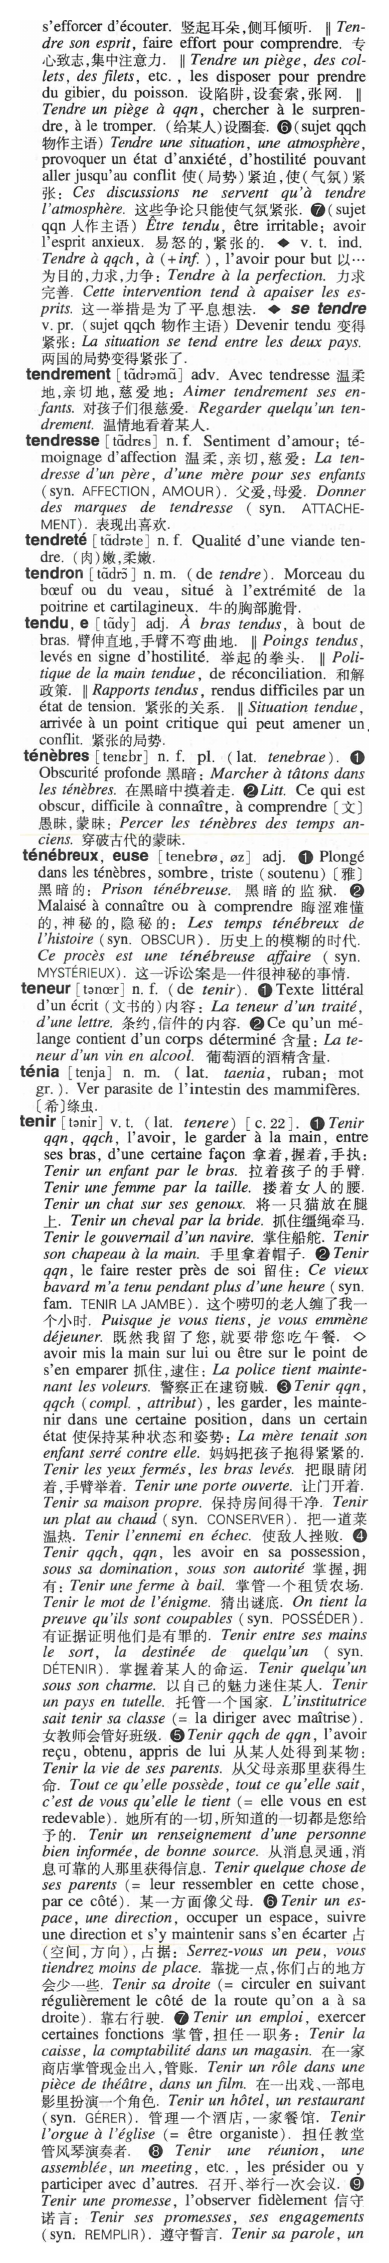 s'efforcer d'écouter. 竖起耳朵,侧耳倾听. ‖ Ten-
dre son esprit, faire effort pour comprendre. 专
心致志,集中注意力. ‖ Tendre un piège, des col-
lets, des filets, etc., les disposer pour prendre
du gibier, du poisson. 设陷阱,设套索,张网. ‖
Tendre un piège à qqn, chercher à le surpren-
dre, à le tromper. (给某人)设圈套. ❻(sujet qqch
物作主语) Tendre une situation, une atmosphère,
provoquer un état d'anxiété, d'hostilité pouvant
aller jusqu'au conflit 使(局势)紧迫,使(气氛)紧
张: Ces discussions ne servent qu'à tendre
l'atmosphère. 这些争论只能使气氛紧张. ❼(sujet
qqn 人作主语) Être tendu, être irritable; avoir
l'esprit anxieux. 易怒的,紧张的. ◆ v. t. ind.
Tendre à qqch, à (+inf.), l'avoir pour but 以…
为目的,力求,力争: Tendre à la perfection. 力求
完善. Cette intervention tend à apaiser les es-
prits. 这一举措是为了平息想法. ◆ se tendre
v. pr. (sujet qqch 物作主语) Devenir tendu 变得
紧张: La situation se tend entre les deux pays.
两国的局势变得紧张了.
tendrement [tɑ̃drəmɑ̃] adv. Avec tendresse 温柔
地,亲切地,慈爱地: Aimer tendrement ses en-
fants. 对孩子们很慈爱. Regarder quelqu'un ten-
drement. 温情地看着某人.
tendresse [tɑ̃drɛs] n. f. Sentiment d'amour; té-
moignage d'affection 温柔,亲切,慈爱: La ten-
dresse d'un père, d'une mère pour ses enfants
(syn. AFFECTION, AMOUR). 父爱,母爱. Donner
des marques de tendresse (syn. ATTACHE-
MENT). 表现出喜欢.
tendreté [tɑ̃drəte] n. f. Qualité d'une viande ten-
dre. (肉)嫩,柔嫩.
tendron [tɑ̃drɔ̃] n. m. (de tendre). Morceau du
bœuf ou du veau, situé à l'extrémité de la
poitrine et cartilagineux. 牛的胸部脆骨.
tendu, e [tɑ̃dy] adj. À bras tendus, à bout de
bras. 臂伸直地,手臂不弯曲地. ‖ Poings tendus,
levés en signe d'hostilité. 举起的拳头. ‖ Poli-
tique de la main tendue, de réconciliation. 和解
政策. ‖ Rapports tendus, rendus difficiles par un
état de tension. 紧张的关系. ‖ Situation tendue,
arrivée à un point critique qui peut amener un
conflit. 紧张的局势.
ténèbres [tenɛbr] n. f. pl. (lat. tenebrae). ❶
Obscurité profonde 黑暗: Marcher à tâtons dans
les ténèbres. 在黑暗中摸着走. ❷Litt. Ce qui est
obscur, difficile à connaître, à comprendre [文]
愚昧,蒙昧: Percer les ténèbres des temps an-
ciens. 穿破古代的蒙昧.
ténébreux, euse [tenebrø, øz] adj. ❶ Plongé
dans les ténèbres, sombre, triste (soutenu) [雅]
黑暗的: Prison ténébreuse. 黑暗的监狱. ❷
Malaisé à connaître ou à comprendre 晦涩难懂
的,神秘的,隐秘的: Les temps ténébreux de
l'histoire (syn. OBSCUR). 历史上的模糊的时代.
Ce procès est une ténébreuse affaire (syn.
MYSTÉRIEUX). 这一诉讼案是一件很神秘的事情.
teneur [tənœr] n. f. (de tenir). ❶Texte littéral
d'un écrit (文书的)内容: La teneur d'un traité,
d'une lettre. 条约,信件的内容. ❷Ce qu'un mé-
lange contient d'un corps déterminé 含量: La te-
neur d'un vin en alcool. 葡萄酒的酒精含量.
ténia [tenja] n. m. (lat. taenia, ruban; mot
gr.). Ver parasite de l'intestin des mammifères.
[希]绦虫.
tenir [tənir] v. t. (lat. tenere) [c. 22]. ❶ Tenir
qqn, qqch, l'avoir, le garder à la main, entre
ses bras, d'une certaine façon 拿着,握着,手执:
Tenir un enfant par le bras. 拉着孩子的手臂.
Tenir une femme par la taille. 搂着女人的腰.
Tenir un chat sur ses genoux. 将一只猫放在腿
上. Tenir un cheval par la bride. 抓住缰绳牵马.
Tenir le gouvernail d'un navire. 掌住船舵. Tenir
son chapeau à la main. 手里拿着帽子. ❷Tenir
qqn, le faire rester près de soi 留住: Ce vieux
bavard m'a tenu pendant plus d'une heure (syn.
fam. TENIR LA JAMBE). 这个唠叨的老人缠了我一
个小时. Puisque je vous tiens, je vous emmène
déjeuner. 既然我留了您,就要带您吃午餐. ◇
avoir mis la main sur lui ou être sur le point de
s'en emparer 抓住,逮住: La police tient mainte-
nant les voleurs. 警察正在逮窃贼. ❸Tenir qqn,
qqch (compl., attribut), les garder, les mainte-
nir dans une certaine position, dans un certain
état 使保持某种状态和姿势: La mère tenait son
enfant serré contre elle. 妈妈把孩子抱得紧紧的.
Tenir les yeux fermés, les bras levés. 把眼睛闭
着,手臂举着. Tenir une porte ouverte. 让门开着.
Tenir sa maison propre. 保持房间得干净. Tenir
un plat au chaud (syn. CONSERVER). 把一道菜
温热. Tenir l'ennemi en échec. 使敌人挫败. ❹
Tenir qqch, qqn, les avoir en sa possession,
sous sa domination, sous son autorité 掌握,拥
有: Tenir une ferme à bail. 掌管一个租赁农场.
Tenir le mot de l'énigme. 猜出谜底. On tient la
preuve qu'ils sont coupables (syn. POSSÉDER).
有证据证明他们是有罪的. Tenir entre ses mains
le sort, la destinée de quelqu'un (syn.
DÉTENIR). 掌握着某人的命运. Tenir quelqu'un
sous son charme. 以自己的魅力迷住某人. Tenir
un pays en tutelle. 托管一个国家. L'institutrice
sait tenir sa classe (= la diriger avec maîtrise).
女教师会管好班级. ❺Tenir qqch de qqn, l'avoir
reçu, obtenu, appris de lui 从某人处得到某物:
Tenir la vie de ses parents. 从父母亲那里获得生
命. Tout ce qu'elle possède, tout ce qu'elle sait,
c'est de vous qu'elle le tient (= elle vous en est
redevable). 她所有的一切,所知道的一切都是您给
予的. Tenir un renseignement d'une personne
bien informée, de bonne source. 从消息灵通,消
息可靠的人那里获得信息. Tenir quelque chose de
ses parents (= leur ressembler en cette chose,
par ce côté). 某一方面像父母. ❻Tenir un es-
pace, une direction, occuper un espace, suivre
une direction et s'y maintenir sans s'en écarter 占
(空间,方向),占据: Serrez-vous un peu, vous
tiendrez moins de place. 靠拢一点,你们占的地方
会少一些. Tenir sa droite (= circuler en suivant
régulièrement le côté de la route qu'on a à sa
droite). 靠右行驶. ❼Tenir un emploi, exercer
certaines fonctions 掌管,担任一职务: Tenir la
caisse, la comptabilité dans un magasin. 在一家
商店掌管现金出入,管账. Tenir un rôle dans une
pièce de théâtre, dans un film. 在一出戏、一部电
影里扮演一个角色. Tenir un hôtel, un restaurant
(syn. GÉRER). 管理一个酒店,一家餐馆. Tenir
l'orgue à l'église (= être organiste). 担任教堂
管风琴演奏者. ❽ Tenir une réunion, une
assemblée, un meeting, etc., les présider ou y
participer avec d'autres. 召开、举行一次会议. ❾
Tenir une promesse, l'observer fidèlement 信守
诺言: Tenir ses promesses, ses engagements
(syn. REMPLIR). 遵守誓言. Tenir sa parole, un